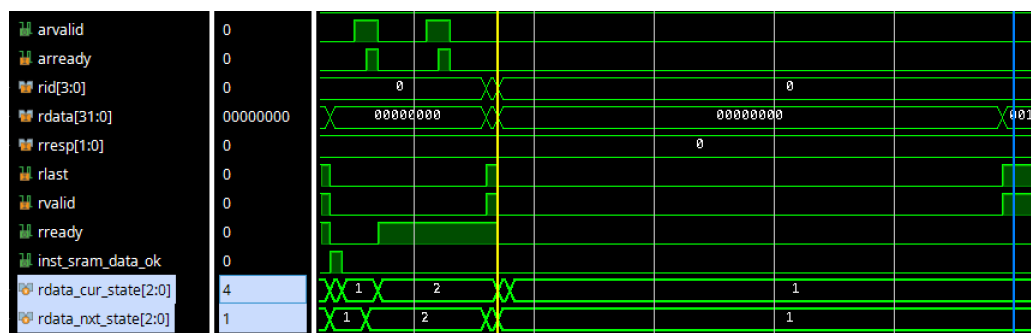 arvalid 0
arready 0
rid[3:0] 0 0 0
rdata[31:0] 00000000 00000000 00000000 001
rresp[1:0] 0 0
rlast 0
rvalid 0
rready 0
inst_sram_data_ok 0
rdata_cur_state[2:0] 4 1 2 1
rdata_nxt_state[2:0] 1 1 2 1